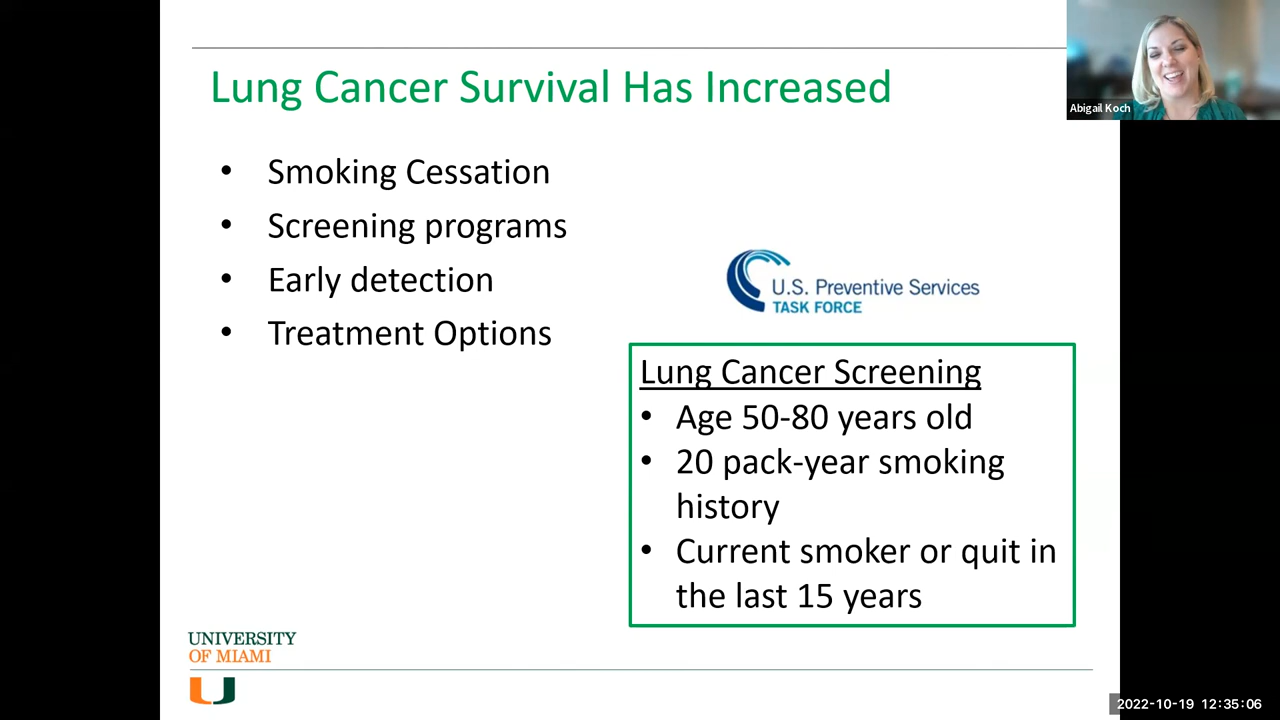 Lung Cancer Survival Has Increased
Abigail Koch
• Smoking Cessation
• Screening programs
• Early detection
• Treatment Options
U.S. Preventive Services
TASK FORCE
Lung Cancer Screening
• Age 50-80 years old
• 20 pack-year smoking
history
• Current smoker or quit in
the last 15 years
UNIVERSITY
OF MIAMI
U
2022-10-19 12:35:06